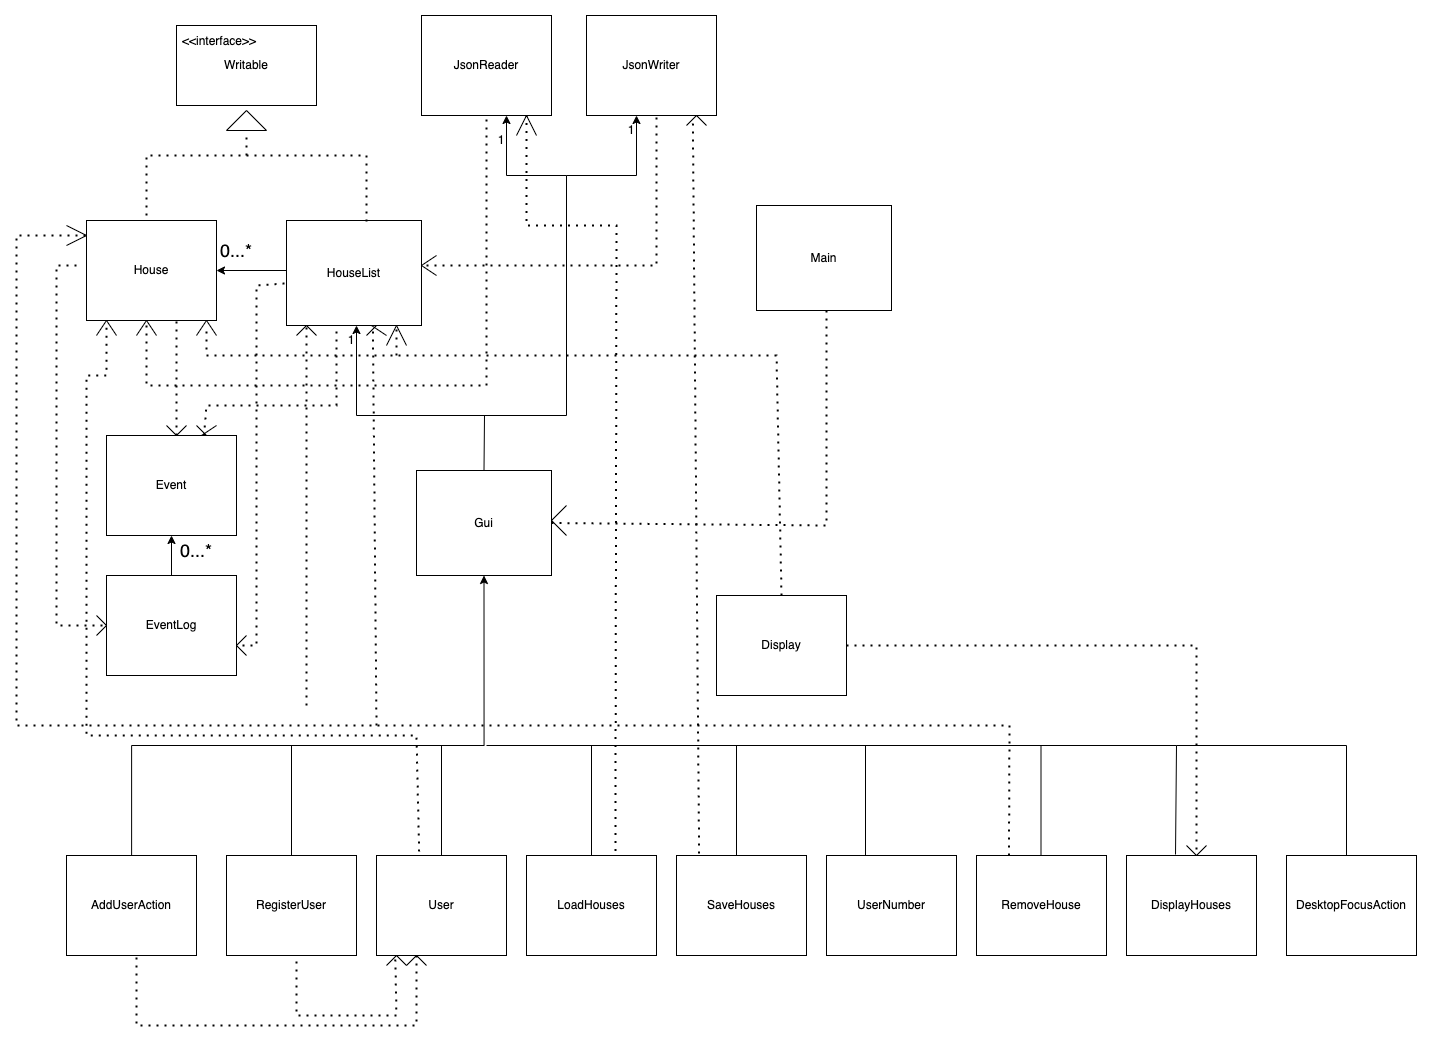 <<interface>>
Writable
JsonReader
JsonWriter
1
1
House
0...*
HouseList
Main
1
Event
Gui
0...*
EventLog
Display
AddUserAction
RegisterUser
User
LoadHouses
SaveHouses
UserNumber
RemoveHouse
DisplayHouses
DesktopFocusAction